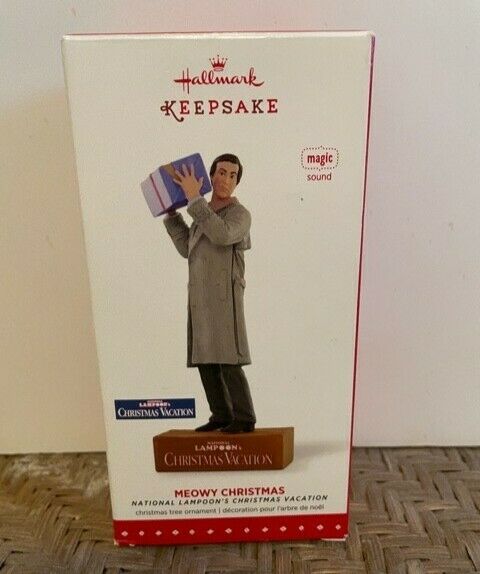 Hallmark
KEEPSAKE
magic
sound
NATIONAL
LAMPOON'S
CHRISTMAS VACATION
NATIONAL
LAMPOON's
CHRISTMAS VACATION
MEOWY CHRISTMAS
NATIONAL LAMPOON'S CHRISTMAS VACATION
christmas tree ornament | décoration pour l'arbre de noël